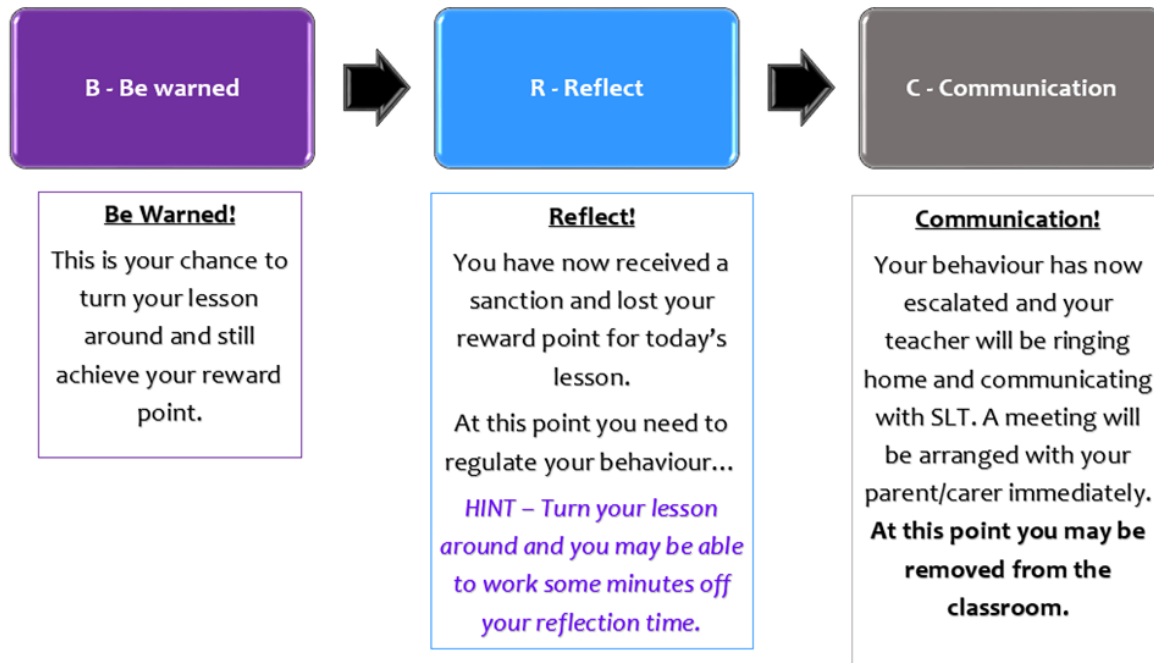 B - Be warned
R - Reflect
C - Communication
Be Warned!
This is your chance to
turn your lesson
around and still
achieve your reward
point.
Reflect!
You have now received a
sanction and lost your
reward point for today's
lesson.
At this point you need to
regulate your behaviour...
HINT – Turn your lesson
around and you may be able
to work some minutes off
your reflection time.
Communication!
Your behaviour has now
escalated and your
teacher will be ringing
home and communicating
with SLT. A meeting will
be arranged with your
parent/carer immediately.
At this point you may be
removed from the
classroom.